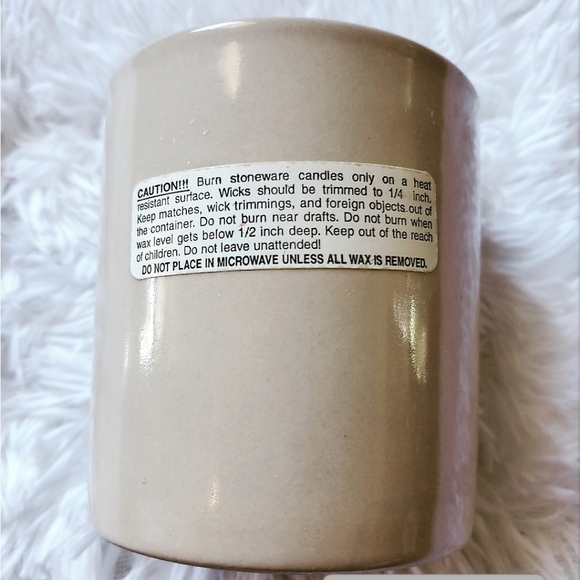 CAUTION!!! Burn stoneware candles only on a heat
resistant surface. Wicks should be trimmed to 1/4 inch.
Keep matches, wick trimmings, and foreign objects out of
the container. Do not burn near drafts. Do not burn when
wax level gets below 1/2 inch deep. Keep out of the reach
of children. Do not leave unattended!
DO NOT PLACE IN MICROWAVE UNLESS ALL WAX IS REMOVED.